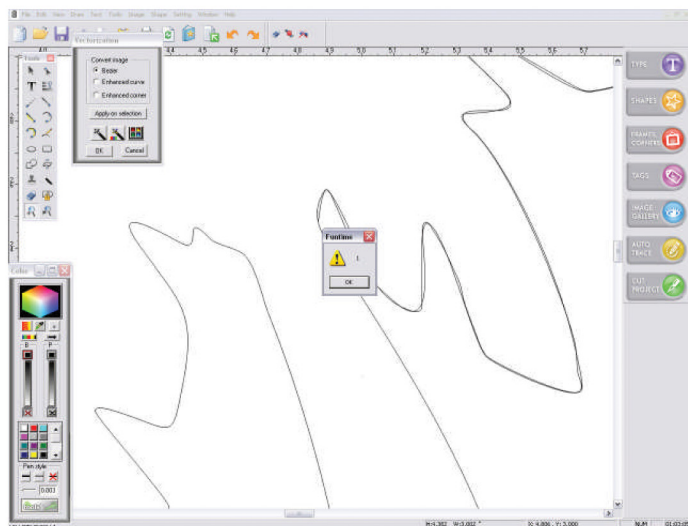 File Edit View Draw Text Tools Image Shape Setting Window Help
4.4 4.5 4.6 4.7 4.8 4.9 5.0 5.1 5.2 5.3 5.4 5.5 5.6 5.7
Tools
Convert image
Bezier
Enhanced curve
Enhanced corner
Apply on selection
OK Cancel
Funtime
OK
TYPE T
SHAPES
FRAMES, CORNERS
TAGS
IMAGE GALLERY
AUTO TRACE
CUT PROJECT
Color
B P
Pen style
0.003
NUM